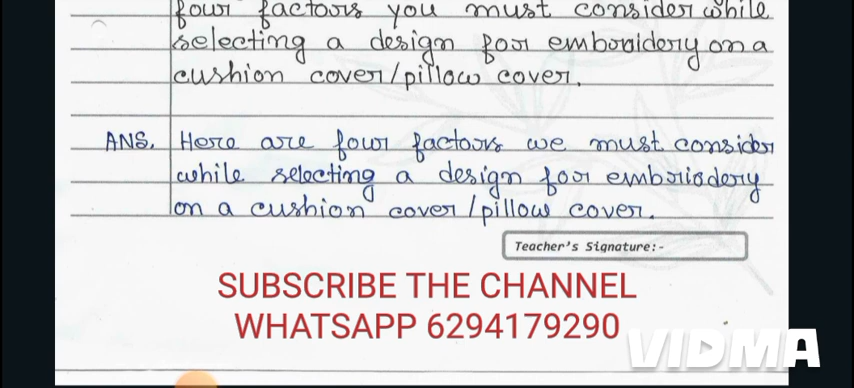 four factors you must consider while
selecting a design for embroidery on a
cushion cover/pillow cover.
ANS. Here are four factors we must consider
while selecting a design for embriodery
on a cushion cover/pillow cover.
Teacher's Signature:-
SUBSCRIBE THE CHANNEL
WHATSAPP 6294179290
VIDMA